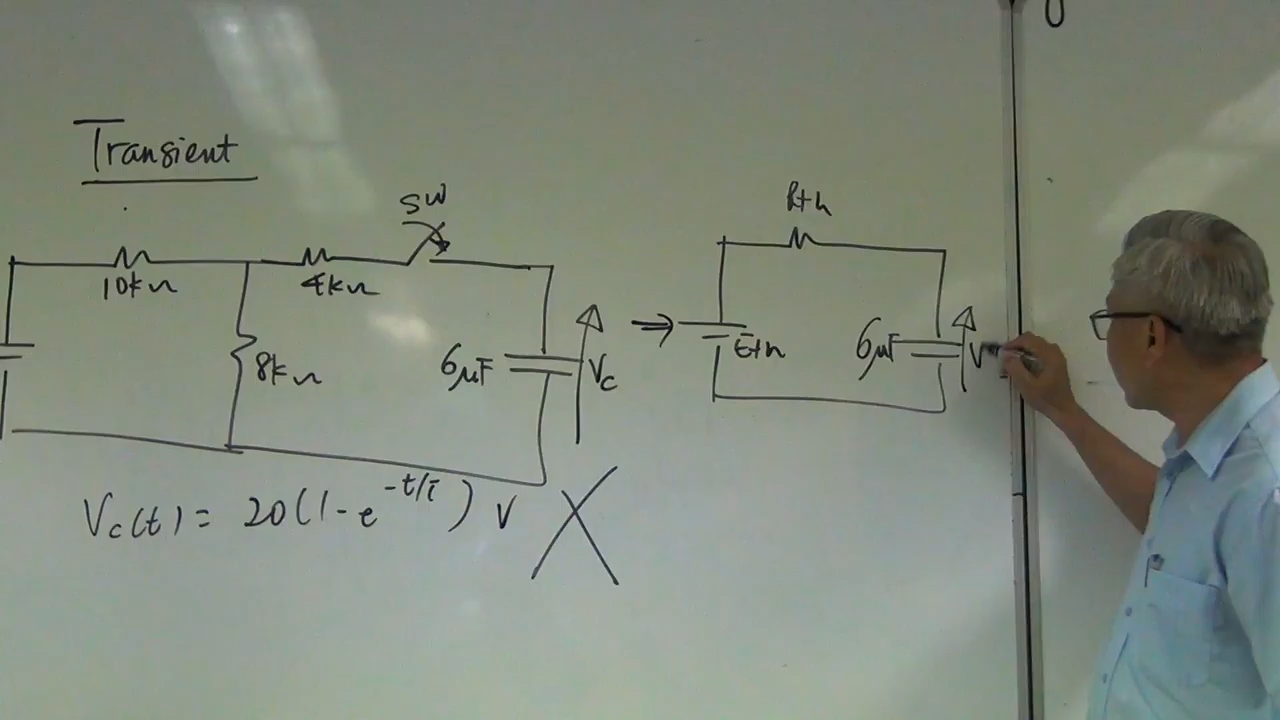 Transient
SW
10kΩ
4kΩ
8kΩ
6μF
Vc
Rth
Eth
6μF
V
Vc(t) = 20(1-e^-t/τ) V